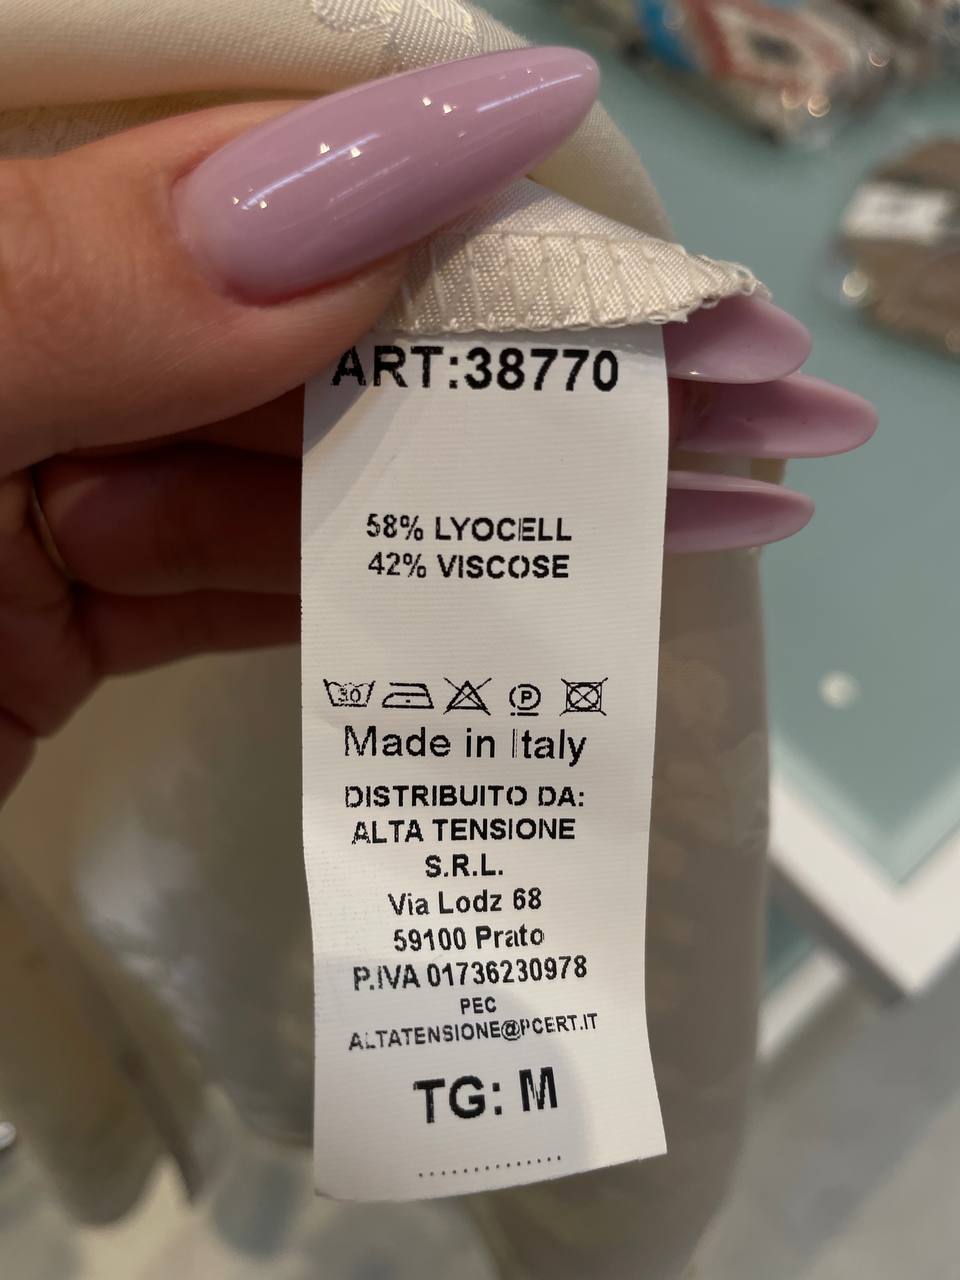 ART:38770
58% LYOCELL
42% VISCOSE
30 P
Made in Italy
DISTRIBUITO DA:
ALTA TENSIONE
S.R.L.
Via Lodz 68
59100 Prato
P.IVA 01736230978
PEC
ALTATENSIONE@PCERT.IT
TG: M
..............